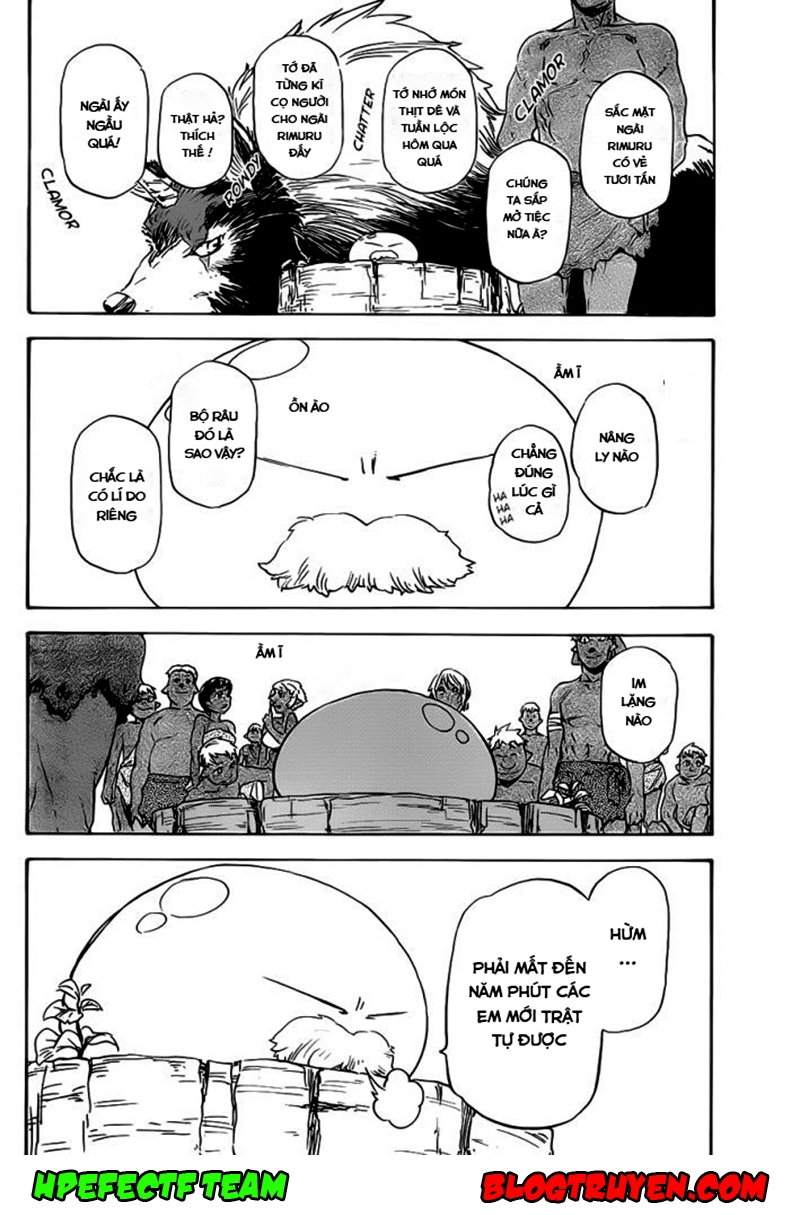 SẮC MẶT
NGÀI
RIMURU
CÓ VẺ
TƯƠI TẮN
CLAMOR
CHÚNG
TA SẮP
MỞ TIỆC
NỮA À?
TỚ NHỚ MÓN
THỊT DÊ VÀ
TUẦN LỘC
HÔM QUA
QUÁ
CHATTER
TỚ ĐÃ
TỪNG KÌ
CỌ NGƯỜI
CHO NGÀI
RIMURU
ĐẤY
ROWDY
THẬT HẢ?
THÍCH
THẾ !
NGÀI ẤY
NGẦU
QUÁ!
CLAMOR
ẦM Ĩ
NÂNG
LY NÀO
CHẲNG
ĐÚNG
LÚC GÌ
CẢ
HA
HA
HA
ỒN ÀO
BỘ RÂU
ĐÓ LÀ
SAO VẬY?
CHẮC LÀ
CÓ LÍ DO
RIÊNG
IM
LẶNG
NÀO
ẦM Ĩ
HỪM
...
PHẢI MẤT ĐẾN
NĂM PHÚT CÁC
EM MỚI TRẬT
TỰ ĐƯỢC
UPEFECTF TEAM
BLOGTRUYEN.COM